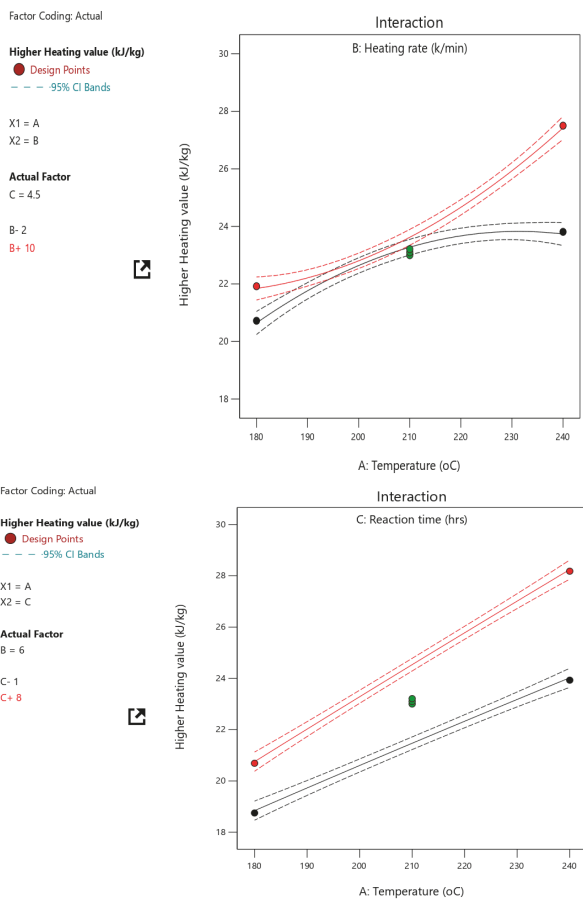 Factor Coding: Actual
Higher Heating value (kJ/kg)
Design Points
95% CI Bands
X1 = A
X2 = B
Actual Factor
C = 4.5
B- 2
B+ 10
Interaction
B: Heating rate (k/min)
Higher Heating value (kJ/kg)
30
28
26
24
22
20
18
180 190 200 210 220 230 240
A: Temperature (oC)
Factor Coding: Actual
Higher Heating value (kJ/kg)
Design Points
95% CI Bands
X1 = A
X2 = C
Actual Factor
B = 6
C- 1
C+ 8
Interaction
C: Reaction time (hrs)
Higher Heating value (kJ/kg)
30
28
26
24
22
20
18
180 190 200 210 220 230 240
A: Temperature (oC)